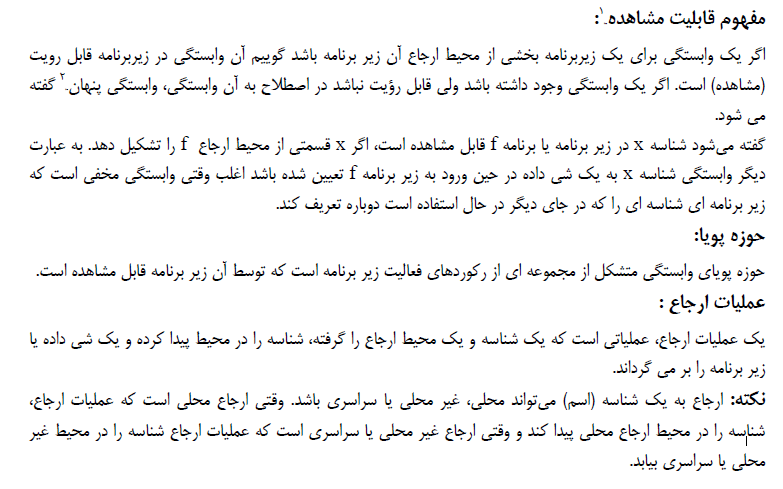 مفهوم قابلیت مشاهده۱:
اگر یک وابستگی برای یک زیربرنامه بخشی از محیط ارجاع آن زیر برنامه باشد گوییم آن وابستگی در زیربرنامه قابل رویت
(مشاهده) است. اگر یک وابستگی وجود داشته باشد ولی قابل رؤیت نباشد در اصطلاح به آن وابستگی، وابستگی پنهان۲ گفته
می شود.
گفته می‌شود شناسه x در زیر برنامه یا برنامه f قابل مشاهده است، اگر x قسمتی از محیط ارجاع f را تشکیل دهد. به عبارت
دیگر وابستگی شناسه x به یک شی داده در حین ورود به زیر برنامه f تعیین شده باشد اغلب وقتی وابستگی مخفی است که
زیر برنامه ای شناسه ای را که در جای دیگر در حال استفاده است دوباره تعریف کند.
حوزه پویا:
حوزه پویای وابستگی متشکل از مجموعه ای از رکوردهای فعالیت زیر برنامه است که توسط آن زیر برنامه قابل مشاهده است.
عملیات ارجاع :
یک عملیات ارجاع، عملیاتی است که یک شناسه و یک محیط ارجاع را گرفته، شناسه را در محیط پیدا کرده و یک شی داده یا
زیر برنامه را بر می گرداند.
نکته: ارجاع به یک شناسه (اسم) می‌تواند محلی، غیر محلی یا سراسری باشد. وقتی ارجاع محلی است که عملیات ارجاع،
شناسه را در محیط ارجاع محلی پیدا کند و وقتی ارجاع غیر محلی یا سراسری است که عملیات ارجاع شناسه را در محیط غیر
محلی یا سراسری بیابد.